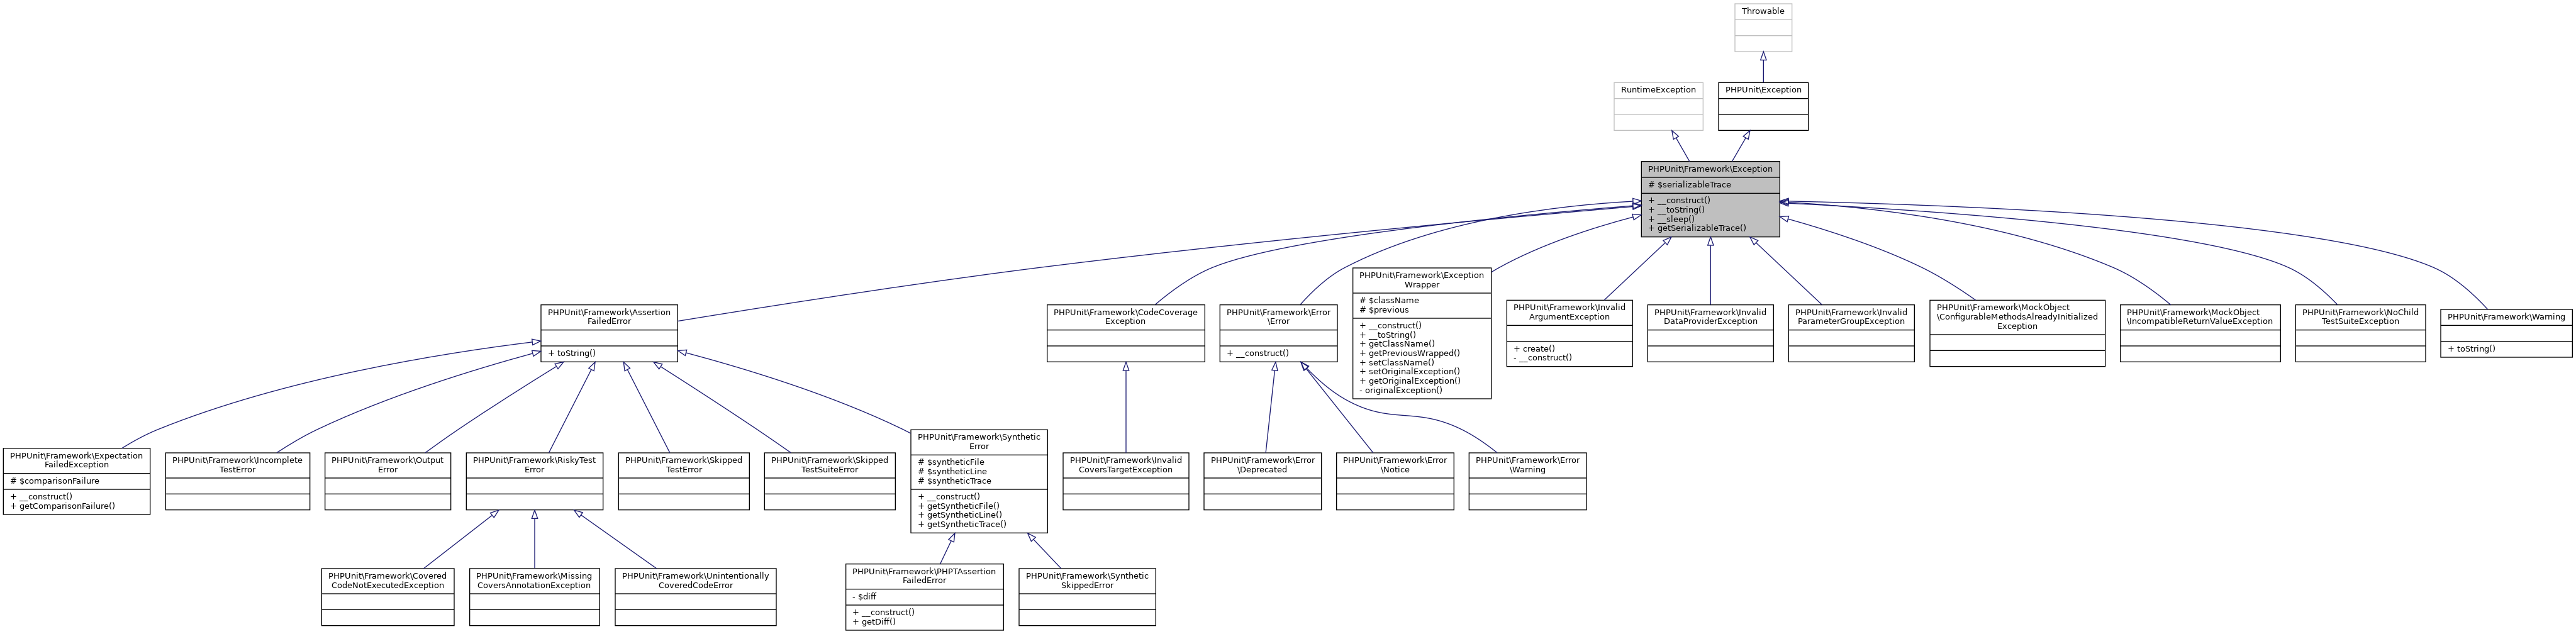 Throwable
RuntimeException
PHPUnit\Exception
PHPUnit\Framework\Exception
# $serializableTrace
+ __construct()
+ __toString()
+ __sleep()
+ getSerializableTrace()
PHPUnit\Framework\Assertion
FailedError
+ toString()
PHPUnit\Framework\CodeCoverage
Exception
PHPUnit\Framework\Error
\Error
+ __construct()
PHPUnit\Framework\Exception
Wrapper
# $className
# $previous
+ __construct()
+ __toString()
+ getClassName()
+ getPreviousWrapped()
+ setClassName()
+ setOriginalException()
+ getOriginalException()
- originalException()
PHPUnit\Framework\Invalid
ArgumentException
+ create()
- __construct()
PHPUnit\Framework\Invalid
DataProviderException
PHPUnit\Framework\Invalid
ParameterGroupException
PHPUnit\Framework\MockObject
\ConfigurableMethodsAlreadyInitialized
Exception
PHPUnit\Framework\MockObject
\IncompatibleReturnValueException
PHPUnit\Framework\NoChild
TestSuiteException
PHPUnit\Framework\Warning
+ toString()
PHPUnit\Framework\Expectation
FailedException
# $comparisonFailure
+ __construct()
+ getComparisonFailure()
PHPUnit\Framework\Incomplete
TestError
PHPUnit\Framework\Output
Error
PHPUnit\Framework\RiskyTest
Error
PHPUnit\Framework\Skipped
TestError
PHPUnit\Framework\Skipped
TestSuiteError
PHPUnit\Framework\Synthetic
Error
# $syntheticFile
# $syntheticLine
# $syntheticTrace
+ __construct()
+ getSyntheticFile()
+ getSyntheticLine()
+ getSyntheticTrace()
PHPUnit\Framework\Invalid
CoversTargetException
PHPUnit\Framework\Error
\Deprecated
PHPUnit\Framework\Error
\Notice
PHPUnit\Framework\Error
\Warning
PHPUnit\Framework\Covered
CodeNotExecutedException
PHPUnit\Framework\Missing
CoversAnnotationException
PHPUnit\Framework\Unintentionally
CoveredCodeError
PHPUnit\Framework\PHPTAssertion
FailedError
- $diff
+ __construct()
+ getDiff()
PHPUnit\Framework\Synthetic
SkippedError